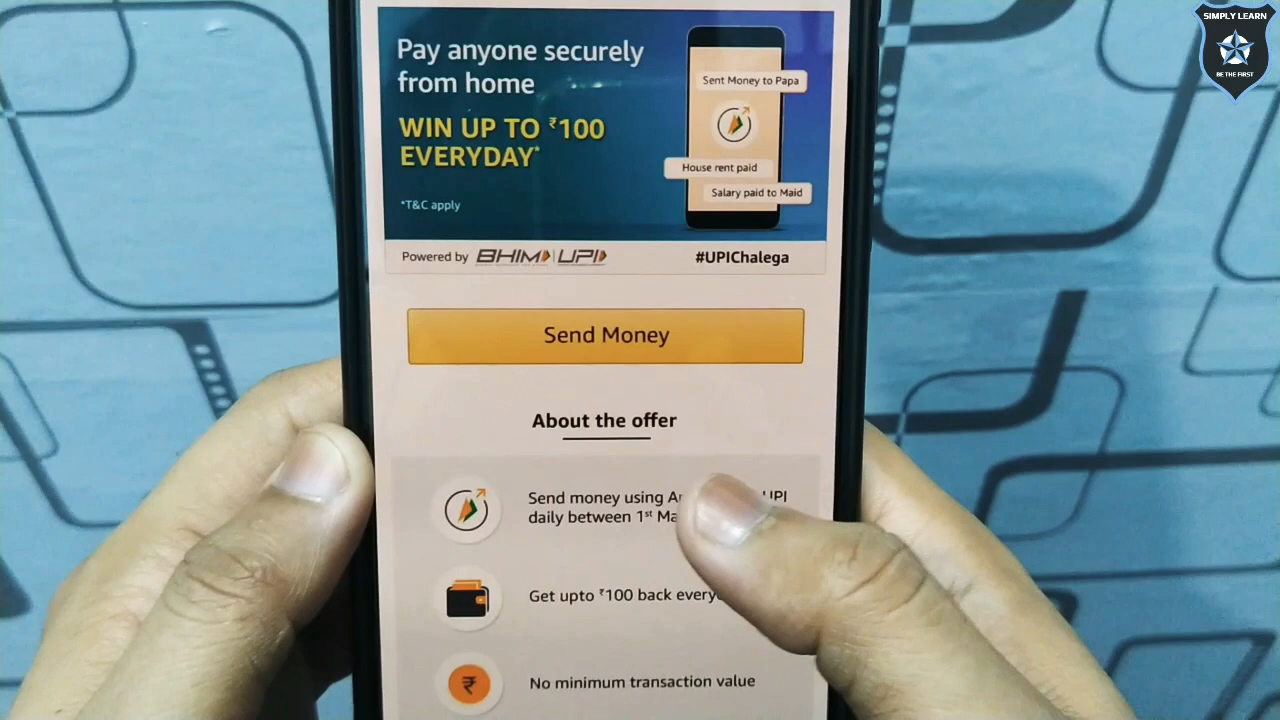 SIMPLY LEARN
BE THE FIRST
Pay anyone securely
from home
WIN UP TO ₹100
EVERYDAY*
*T&C apply
Sent Money to Papa
House rent paid
Salary paid to Maid
Powered by BHIM UPI
#UPIChalega
Send Money
About the offer
Send money using UPI
daily between 1st
Get upto ₹100 back
No minimum transaction value